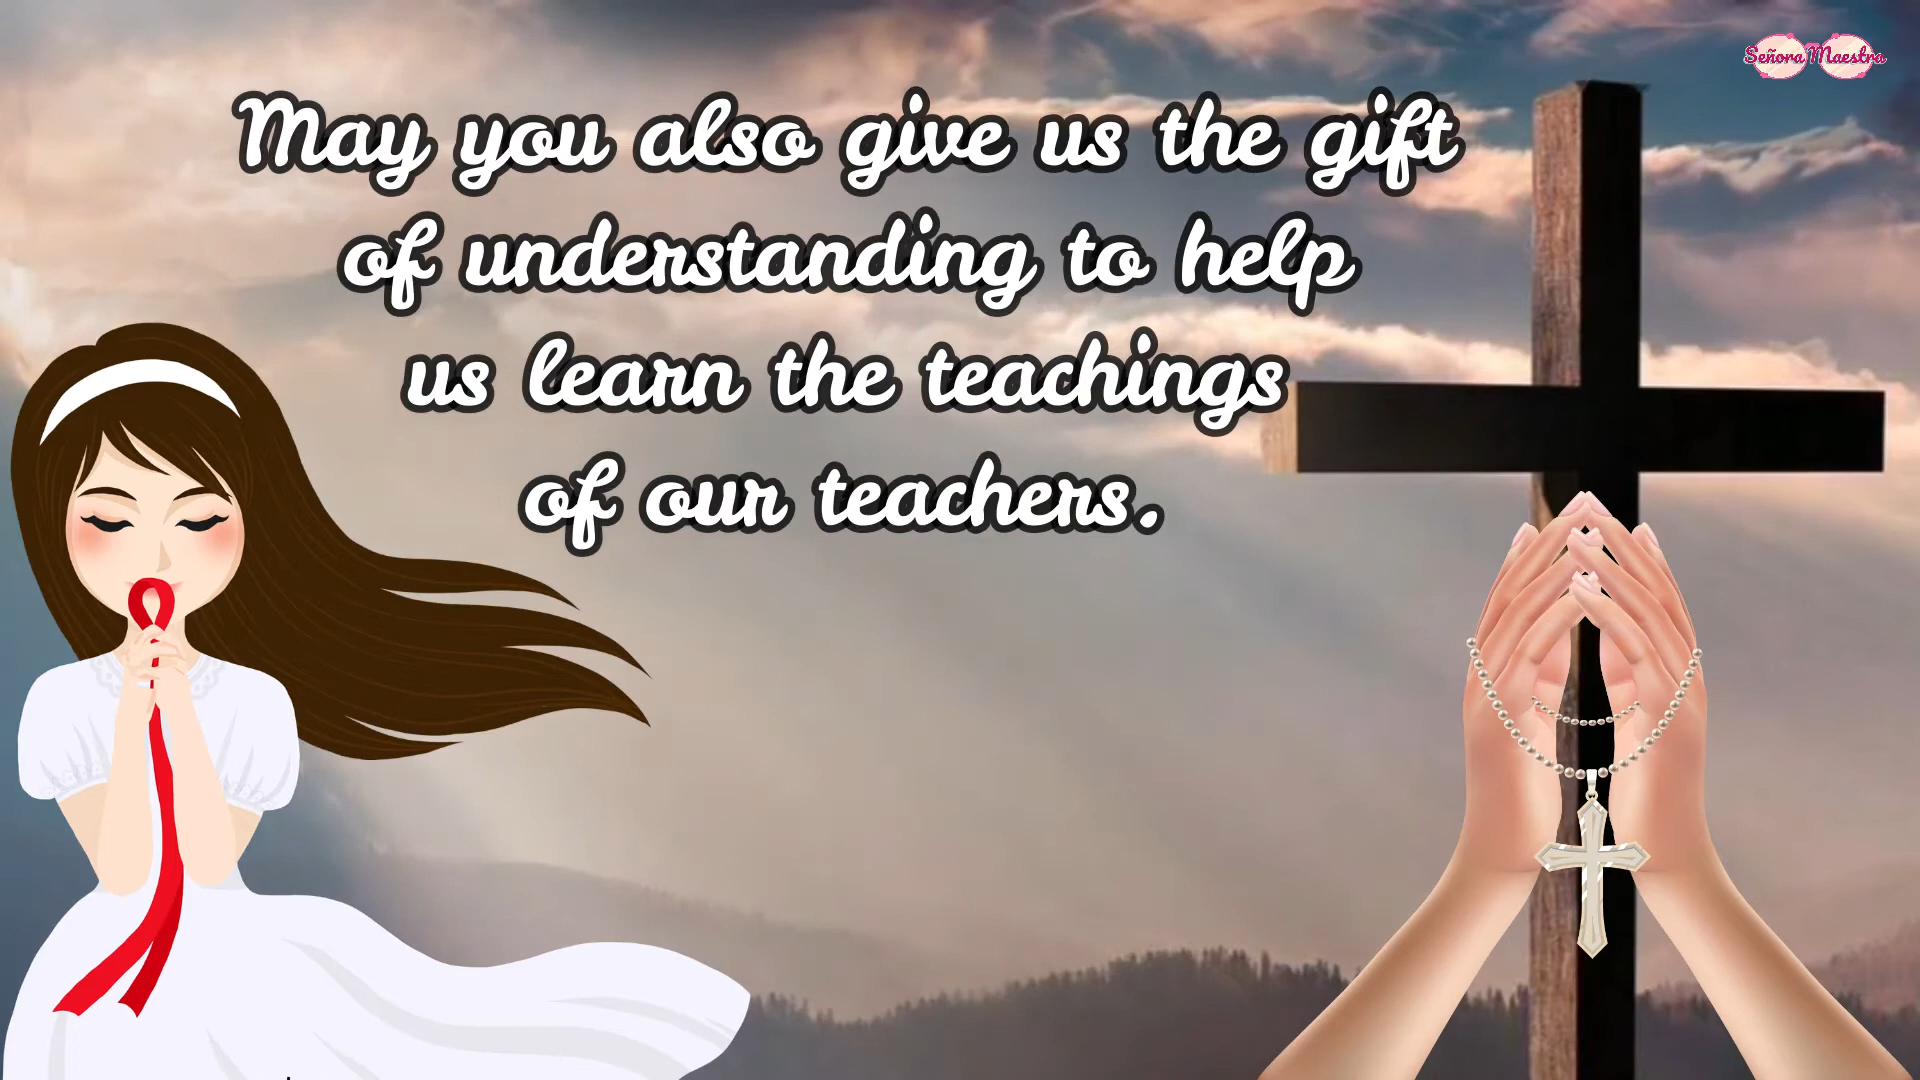 Señora Maestra
May you also give us the gift
of understanding to help
us learn the teachings
of our teachers.